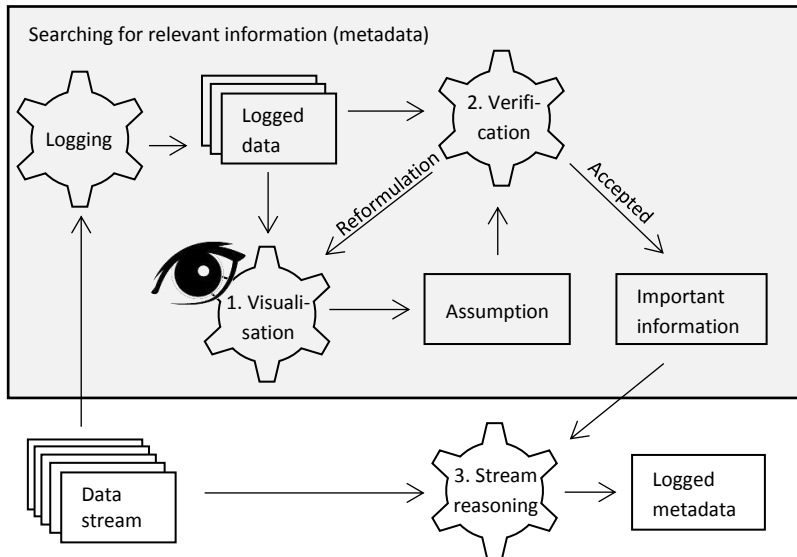 Searching for relevant information (metadata)
Logging
Logged
data
2. Verifi-
cation
Reformulation
Accepted
1. Visuali-
sation
Assumption
Important
information
Data
stream
3. Stream
reasoning
Logged
metadata